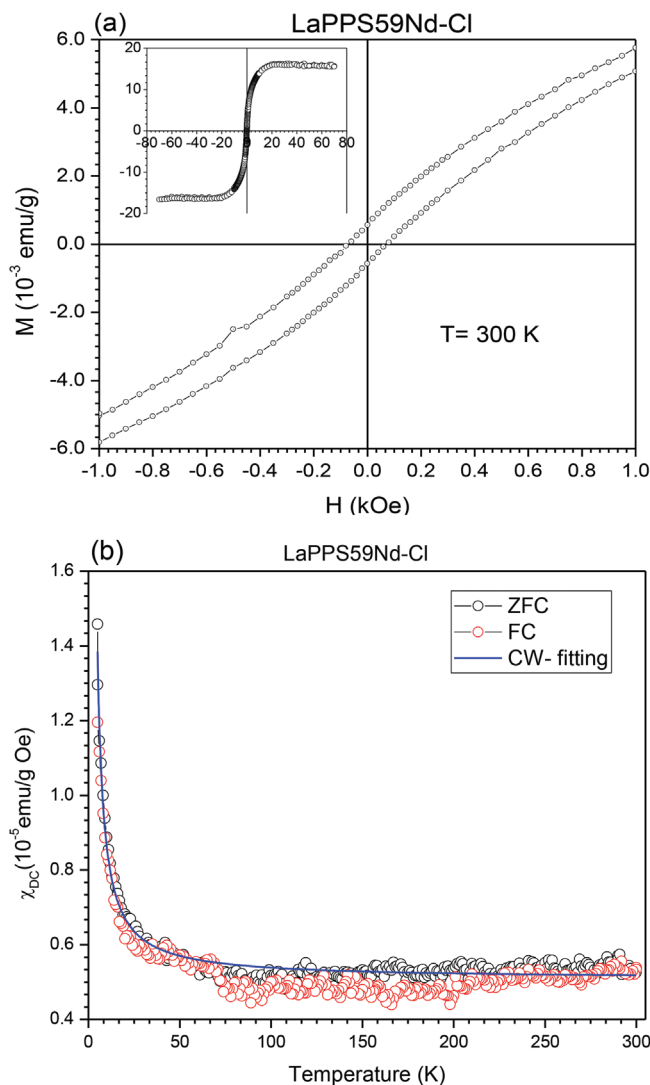 (a) LaPPS59Nd-Cl
6.0
4.0
2.0
0.0
-2.0
-4.0
-6.0
M (10-3 emu/g)
20
10
0
-10
-20
-80 -60 -40 -20 0 20 40 60 80
T= 300 K
-1.0 -0.8 -0.6 -0.4 -0.2 0.0 0.2 0.4 0.6 0.8 1.0
H (kOe)
(b)
LaPPS59Nd-Cl
1.6
1.4
1.2
1.0
0.8
0.6
0.4
χDC(10-5emu/g Oe)
ZFC
FC
CW- fitting
0 50 100 150 200 250 300
Temperature (K)